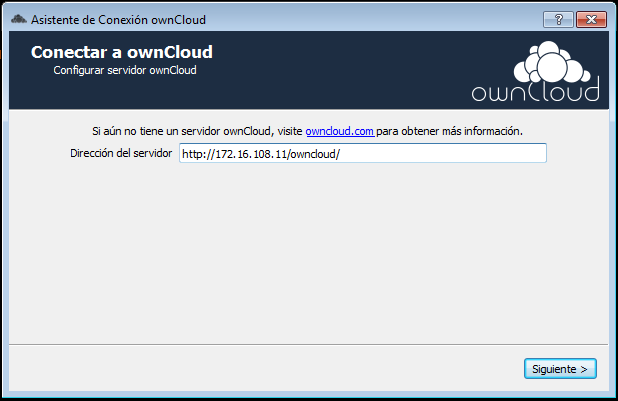 Asistente de Conexión ownCloud
?
Conectar a ownCloud
Configurar servidor ownCloud
ownCloud
Si aún no tiene un servidor ownCloud, visite owncloud.com para obtener más información.
Dirección del servidor http://172.16.108.11/owncloud/
Siguiente >